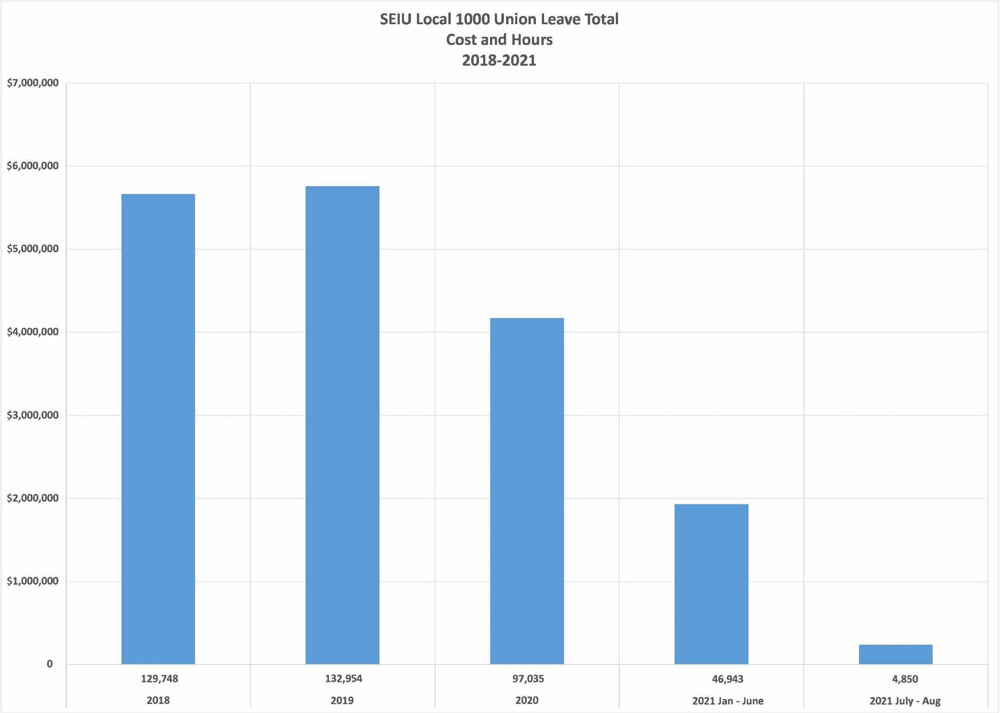 SEIU Local 1000 Union Leave Total
Cost and Hours
2018-2021
$7,000,000
$6,000,000
$5,000,000
$4,000,000
$3,000,000
$2,000,000
$1,000,000
0
129,748 132,954 97,035 46,943 4,850
2018 2019 2020 2021 Jan - June 2021 July - Aug